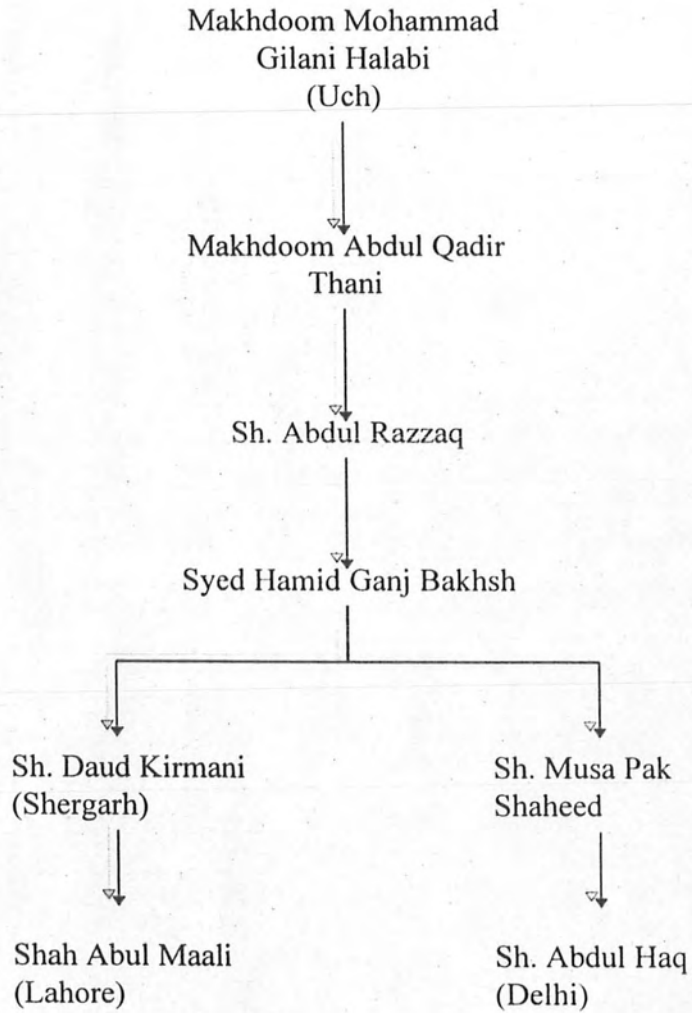 Makhdoom Mohammad
Gilani Halabi
(Uch)
Makhdoom Abdul Qadir
Thani
Sh. Abdul Razzaq
Syed Hamid Ganj Bakhsh
Sh. Daud Kirmani
(Shergarh)
Sh. Musa Pak
Shaheed
Shah Abul Maali
(Lahore)
Sh. Abdul Haq
(Delhi)